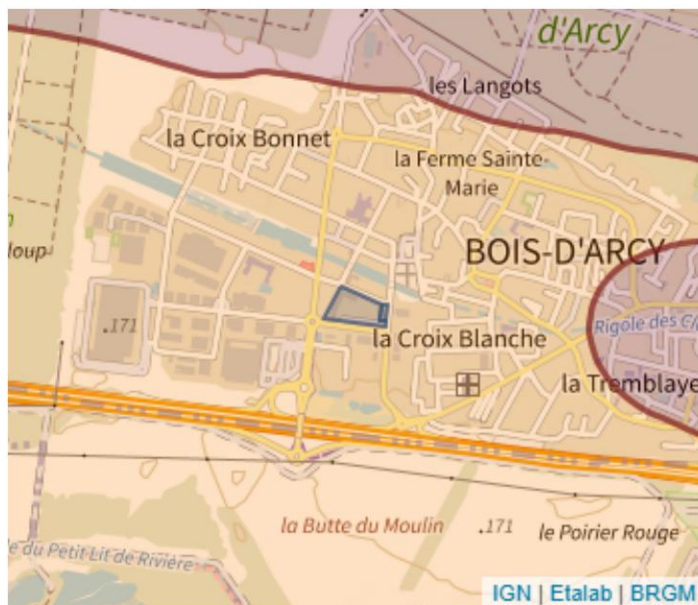 d'Arcy
les Langots
la Croix Bonnet
la Ferme Sainte-
Marie
loup
BOIS-D'ARCY
.171
la Croix Blanche
Rigole des
la Tremblaye
la Butte du Moulin
.171
le Poirier Rouge
du Petit Lit de Rivière
IGN | Etalab | BRGM